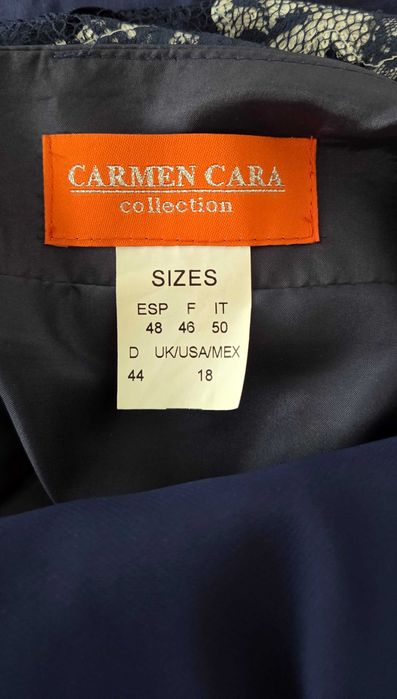 CARMEN CARA
collection
SIZES
ESP F IT
48 46 50
D UK/USA/MEX
44 18